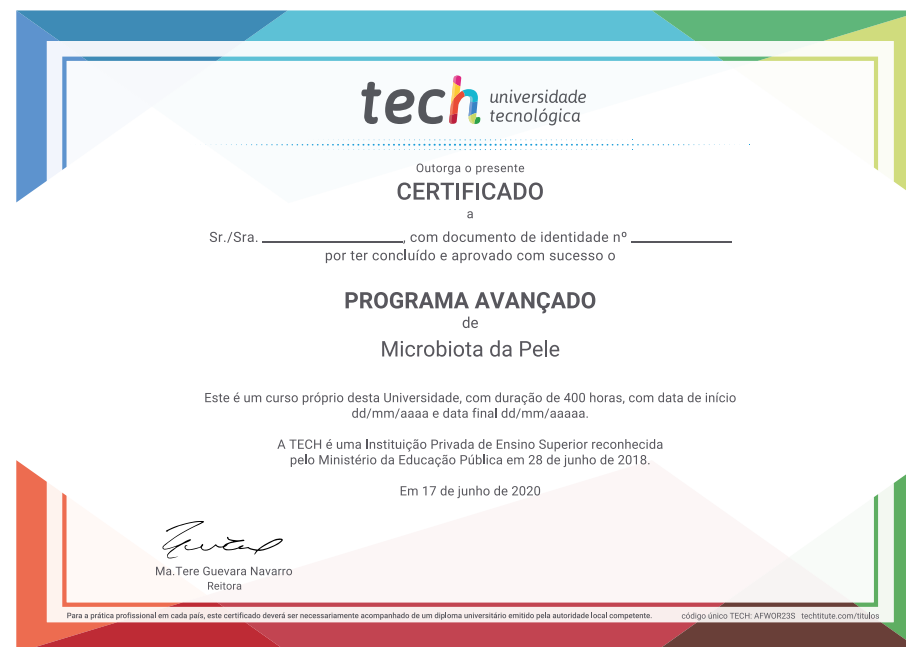 tech universidade
tecnológica
Outorga o presente
CERTIFICADO
a
Sr./Sra. ____________, com documento de identidade nº ____________
por ter concluído e aprovado com sucesso o
PROGRAMA AVANÇADO
de
Microbiota da Pele
Este é um curso próprio desta Universidade, com duração de 400 horas, com data de início
dd/mm/aaaa e data final dd/mm/aaaaa.
A TECH é uma Instituição Privada de Ensino Superior reconhecida
pelo Ministério da Educação Pública em 28 de junho de 2018.
Em 17 de junho de 2020
Ma.Tere Guevara Navarro
Reitora
Para a prática profissional em cada país, este certificado deverá ser necessariamente acompanhado de um diploma universitário emitido pela autoridade local competente. código único TECH: AFWOR23S techtitute.com/titulos